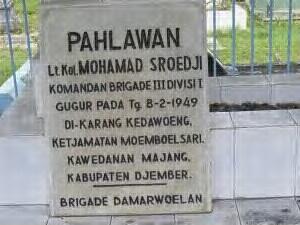 PAHLAWAN
Lt.Kol. MOHAMAD SROEDJI
KOMANDAN BRIGADE III DIVISI I.
GUGUR PADA Tg. 8-2-1949
DI-KARANG KEDAWOENG,
KETJAMATAN MOEMBOELSARI.
KAWEDANAN MAJANG,
KABUPATEN DJEMBER.
BRIGADE DAMARWOELAN